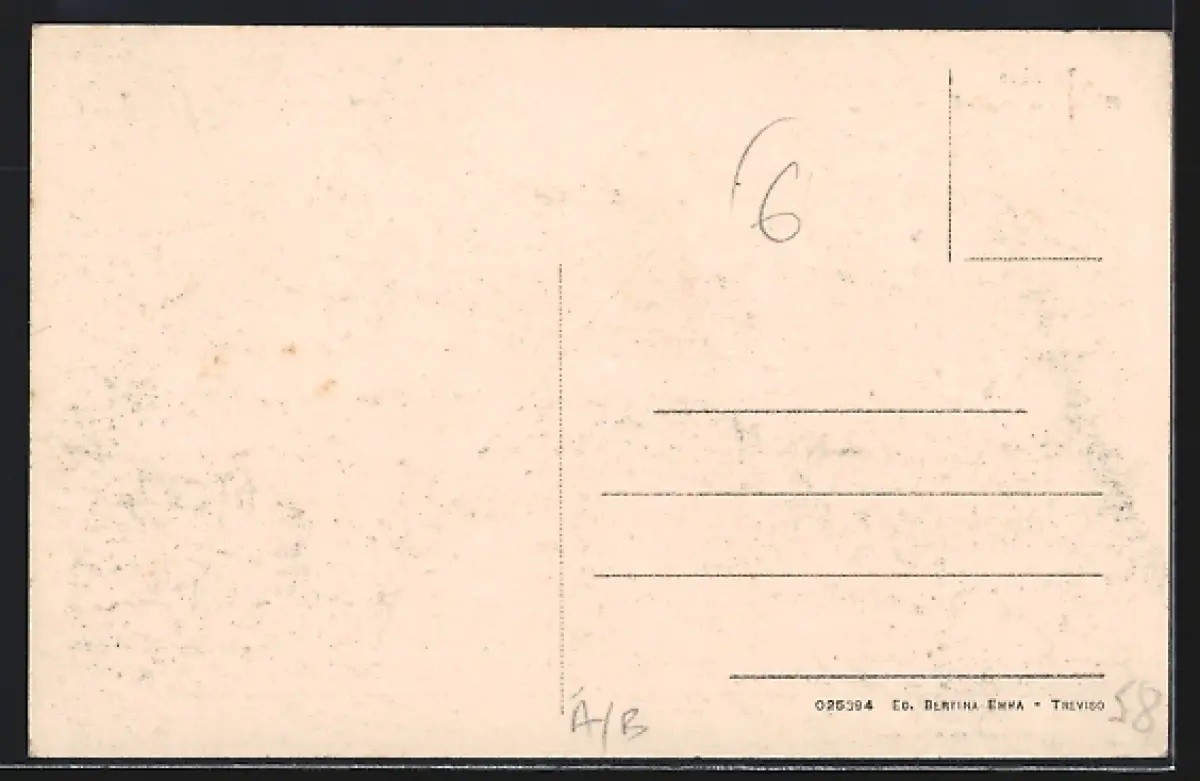 6
025394 Ed. Bertina Emma - Treviso
A/B
58